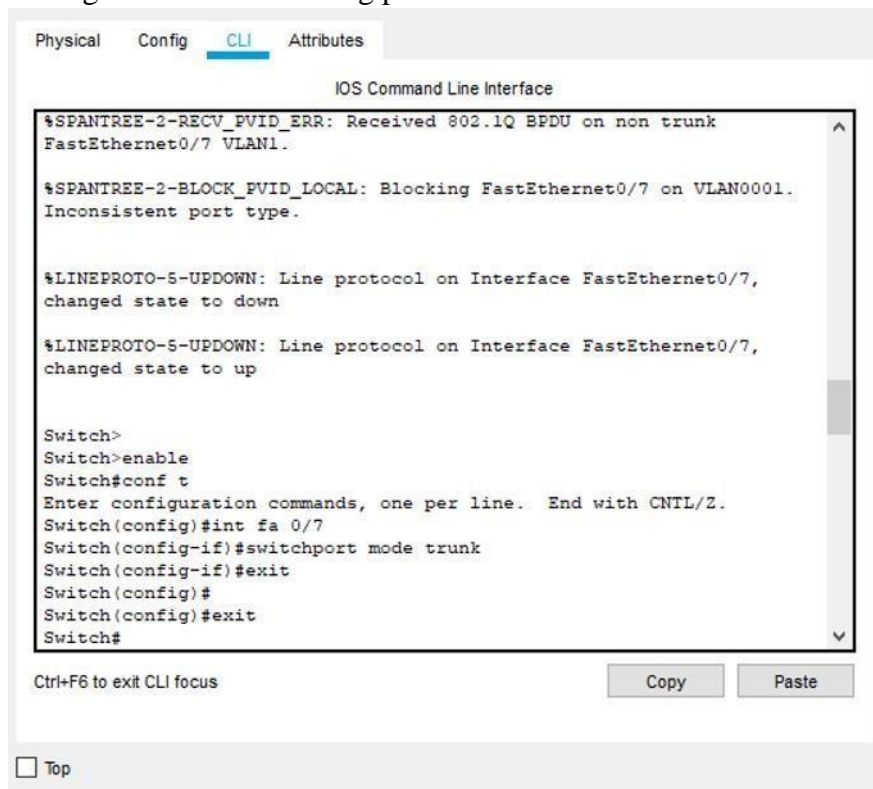 Physical Config CLI Attributes
IOS Command Line Interface
%SPANTREE-2-RECV_PVID_ERR: Received 802.1Q BPDU on non trunk
FastEthernet0/7 VLAN1.
%SPANTREE-2-BLOCK_PVID_LOCAL: Blocking FastEthernet0/7 on VLAN0001.
Inconsistent port type.
%LINEPROTO-5-UPDOWN: Line protocol on Interface FastEthernet0/7,
changed state to down
%LINEPROTO-5-UPDOWN: Line protocol on Interface FastEthernet0/7,
changed state to up
Switch>
Switch>enable
Switch#conf t
Enter configuration commands, one per line. End with CNTL/Z.
Switch(config)#int fa 0/7
Switch(config-if)#switchport mode trunk
Switch(config-if)#exit
Switch(config)#
Switch(config)#exit
Switch#
Ctrl+F6 to exit CLI focus Copy Paste
Top